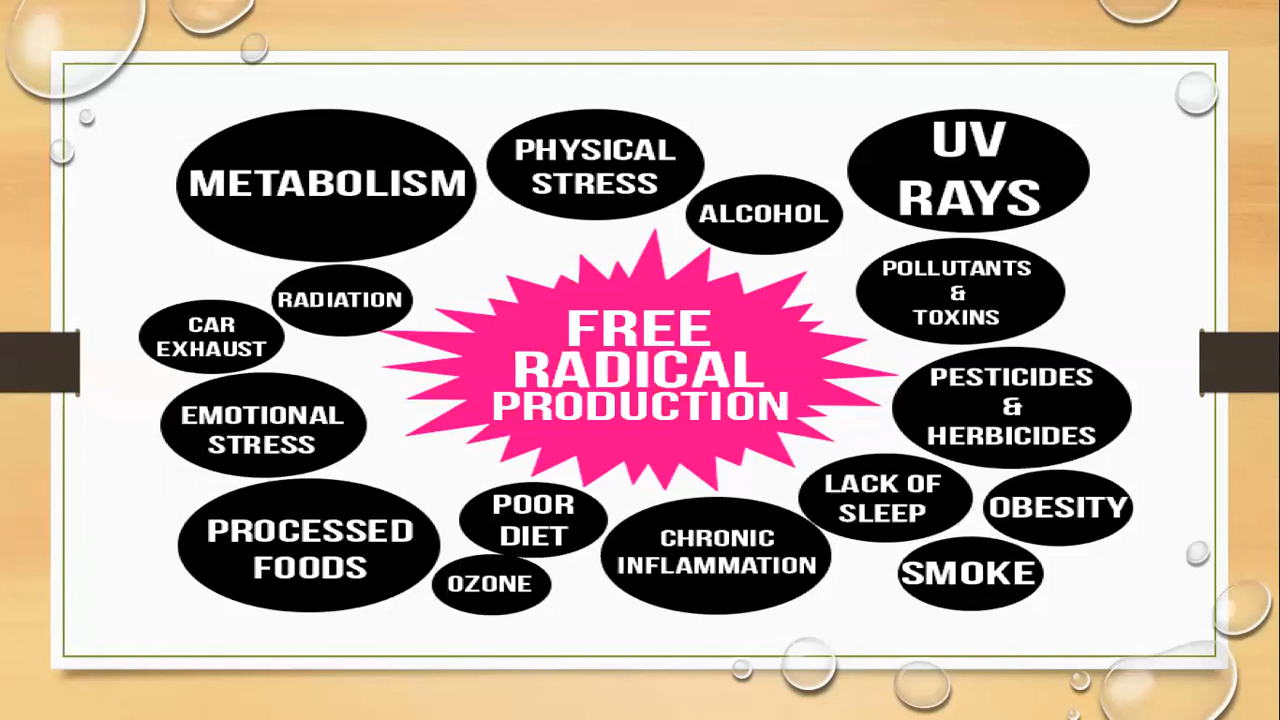 METABOLISM
PHYSICAL
STRESS
ALCOHOL
UV
RAYS
RADIATION
CAR
EXHAUST
FREE
RADICAL
PRODUCTION
POLLUTANTS
&
TOXINS
EMOTIONAL
STRESS
PESTICIDES
&
HERBICIDES
PROCESSED
FOODS
POOR
DIET
OZONE
CHRONIC
INFLAMMATION
LACK OF
SLEEP
OBESITY
SMOKE